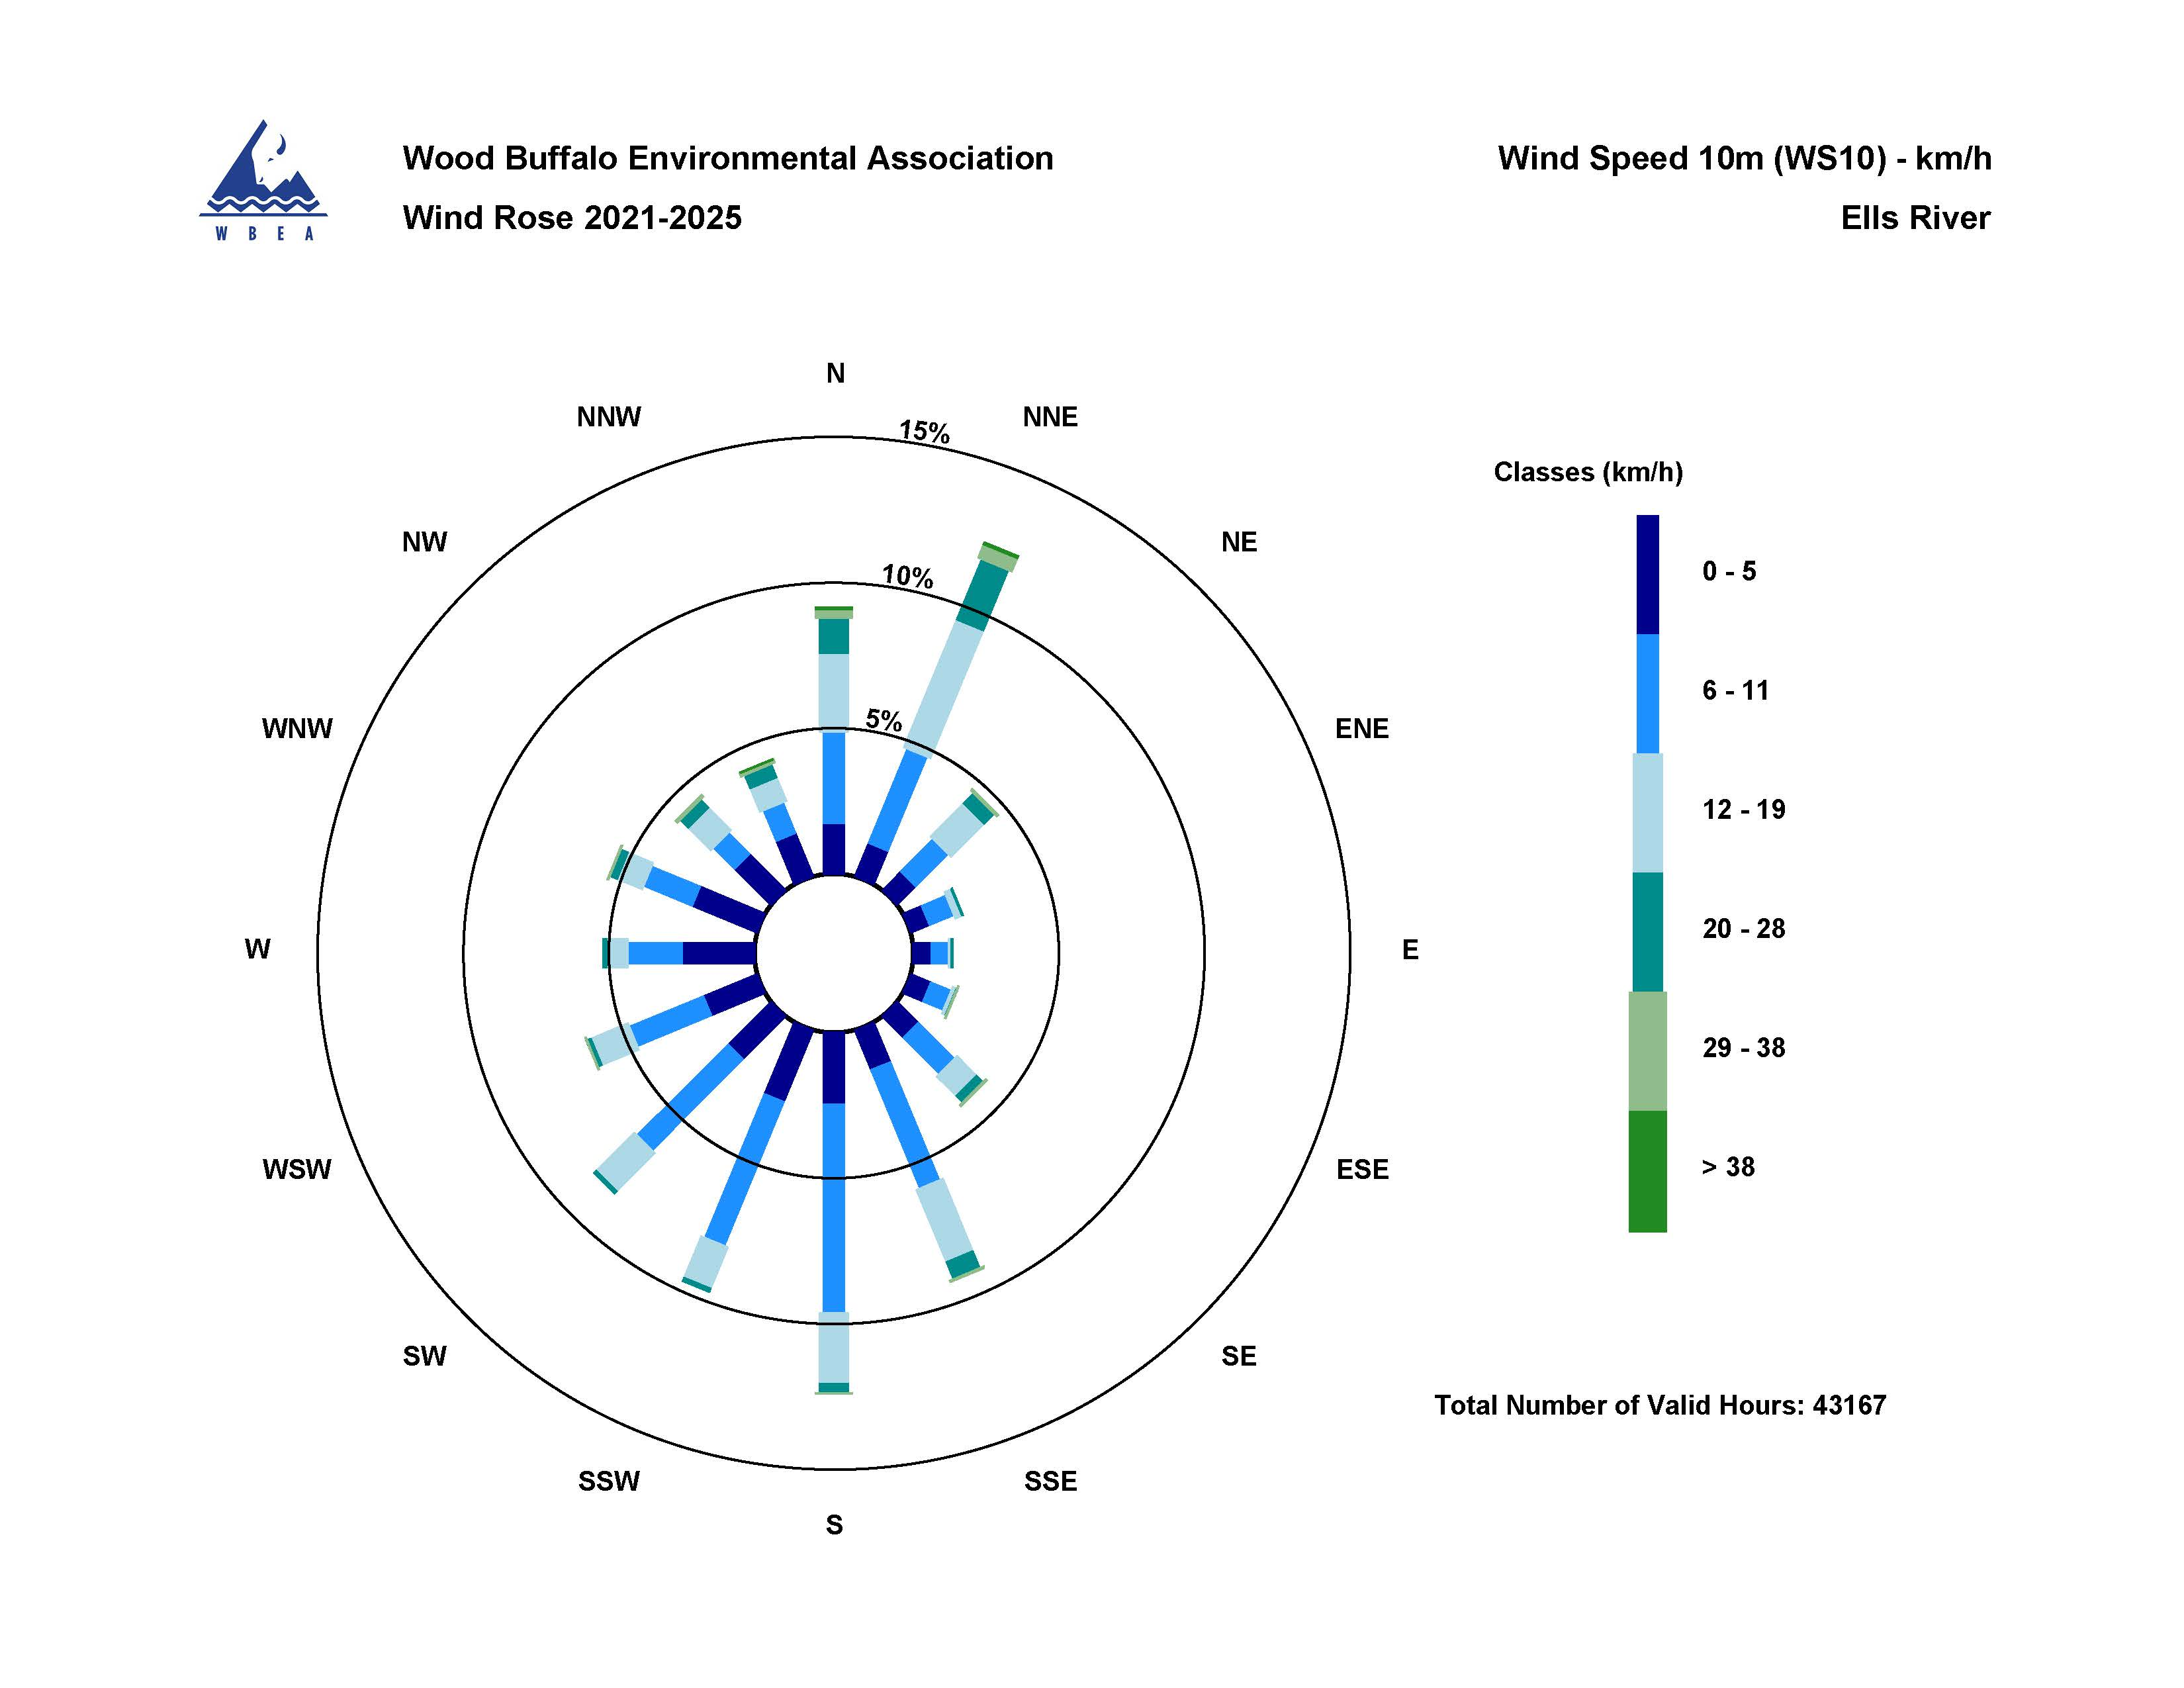 Wood Buffalo Environmental Association
Wind Speed 10m (WS10) - km/h
Wind Rose 2021-2025
Ells River
W B E A
N
NNW
NNE
15%
NW
NE
10%
WNW
ENE
5%
W
E
WSW
ESE
SW
SE
SSW
SSE
S
Classes (km/h)
0 - 5
6 - 11
12 - 19
20 - 28
29 - 38
> 38
Total Number of Valid Hours: 43167